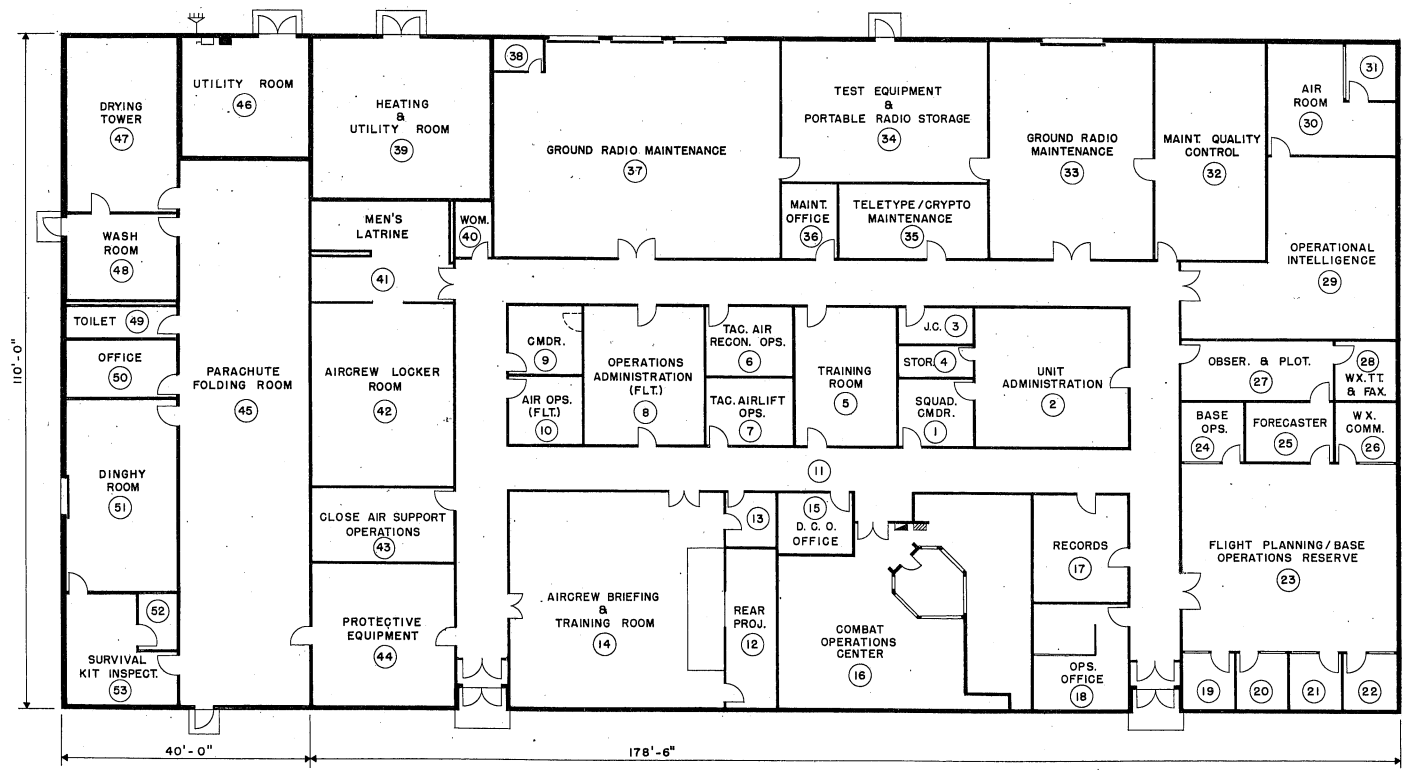 DRYING
TOWER
47
UTILITY ROOM
46
HEATING
&
UTILITY ROOM
39
38
GROUND RADIO MAINTENANCE
37
TEST EQUIPMENT
&
PORTABLE RADIO STORAGE
34
GROUND RADIO
MAINTENANCE
33
MAINT. QUALITY
CONTROL
32
AIR
ROOM
30
31
WASH
ROOM
48
MEN'S
LATRINE
41
WOM.
40
MAINT.
OFFICE
36
TELETYPE/CRYPTO
MAINTENANCE
35
OPERATIONAL
INTELLIGENCE
29
TOILET 49
OFFICE
50
PARACHUTE
FOLDING ROOM
45
AIRCREW LOCKER
ROOM
42
CMDR.
9
AIR OPS.
(FLT.)
10
OPERATIONS
ADMINISTRATION
(FLT.)
8
TAC. AIR
RECON. OPS.
6
TAC. AIRLIFT
OPS.
7
TRAINING
ROOM
5
J.C. 3
STOR. 4
SQUAD.
CMDR.
1
UNIT
ADMINISTRATION
2
OBSER. & PLOT.
27
28
WX.TT.
& FAX.
BASE
OPS.
24
FORECASTER
25
WX.
COMM.
26
11
DINGHY
ROOM
51
CLOSE AIR SUPPORT
OPERATIONS
43
13
15
D. C. O.
OFFICE
RECORDS
17
FLIGHT PLANNING/BASE
OPERATIONS RESERVE
23
52
SURVIVAL
KIT INSPECT.
53
PROTECTIVE
EQUIPMENT
44
AIRCREW BRIEFING
&
TRAINING ROOM
14
REAR
PROJ.
12
COMBAT
OPERATIONS
CENTER
16
OPS.
OFFICE
18
19
20
21
22
110'-0"
40'-0"
178'-6"